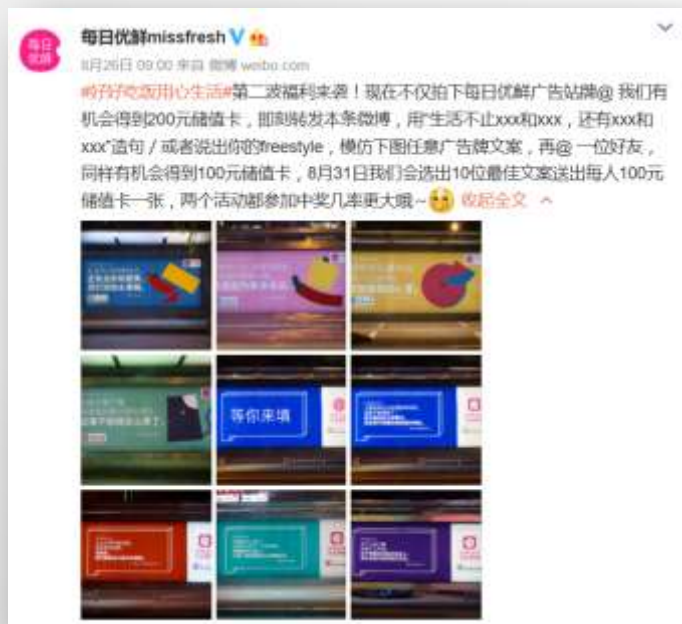 每日优鲜
每日优鲜missfresh
8月26日 09:00 来自 微博 weibo.com
#好好吃饭用心生活#第二波福利来袭！现在不仅拍下每日优鲜广告站牌@ 我们有
机会得到200元储值卡，即刻转发本条微博，用“生活不止xxx和xxx，还有xxx和
xxx”造句 / 或者说出你的freestyle，模仿下图任意广告牌文案，再@ 一位好友，
同样有机会得到100元储值卡，8月31日我们会选出10位最佳文案送出每人100元
储值卡一张，两个活动都参加中奖几率更大哦~ 收起全文
等你来填